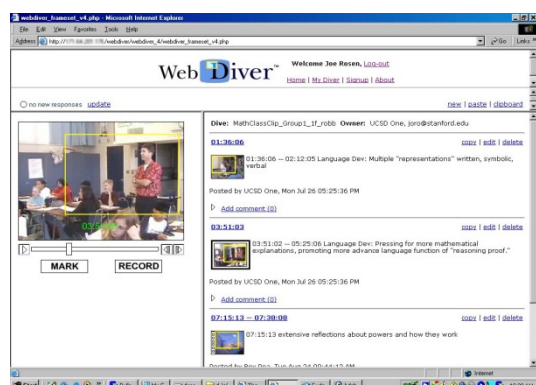 webdiver_frameset_v4.php - Microsoft Internet Explorer
File Edit View Favorites Tools Help
Address
/webdiver/webdiver_4/webdiver_frameset_v4.php
Go Links »
Web Diver™
Welcome Joe Rosen, Log-out
Home | My Diver | Signup | About
no new responses update
new | paste | clipboard
MARK RECORD
Dive: MathClassClip_Group1_1f_robb Owner: UCSD One, joro@stanford.edu
01:36:06 copy | edit | delete
01:36:06 -- 02:12:05 Language Dev: Multiple "representations" written, symbolic,
verbal
Posted by UCSD One, Mon Jul 26 05:25:36 PM
Add comment (0)
03:51:03 copy | edit | delete
03:51:02 -- 05:25:06 Language Dev: Pressing for more mathematical
explanations, promoting more advance language function of "reasoning proof."
Posted by UCSD One, Mon Jul 26 05:25:36 PM
Add comment (0)
07:15:13 -- 07:30:08 copy | edit | delete
07:15:13 extensive reflections about powers and how they work
Internet